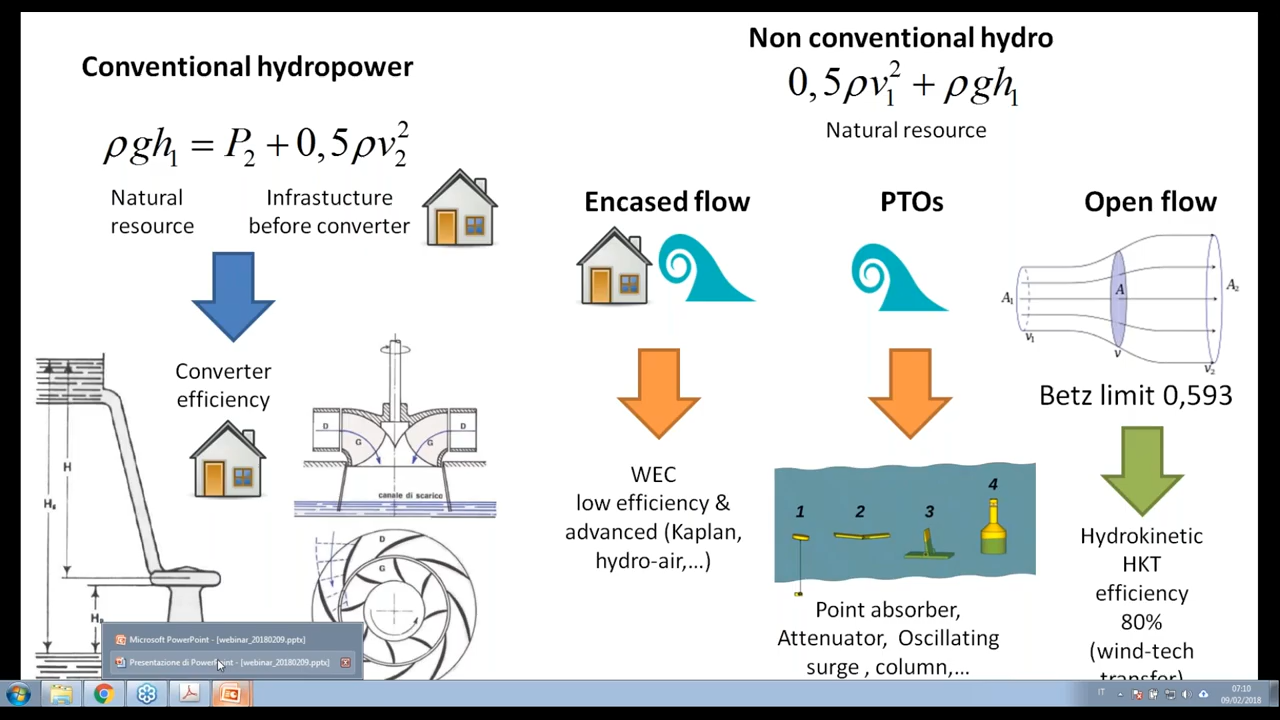 Conventional hydropower
ρgh₁ = P₂ + 0,5ρv₂²
Natural
resource
Infrastucture
before converter
Converter
efficiency
H
Hg
D
G
G
D
canale di scarico
D
G
Non conventional hydro
0,5ρv₁² + ρgh₁
Natural resource
Encased flow
WEC
low efficiency &
advanced (Kaplan,
hydro-air,...)
PTOs
1
2
3
4
Point absorber,
Attenuator, Oscillating
surge , column,...
Open flow
A₁
A
A₂
v₁
v
v₂
Betz limit 0,593
Hydrokinetic
HKT
efficiency
80%
(wind-tech
transfer)
Microsoft PowerPoint - [webinar_20180209.pptx]
Presentazione di PowerPoint - [webinar_20180209.pptx]
IT
07:10
09/02/2018